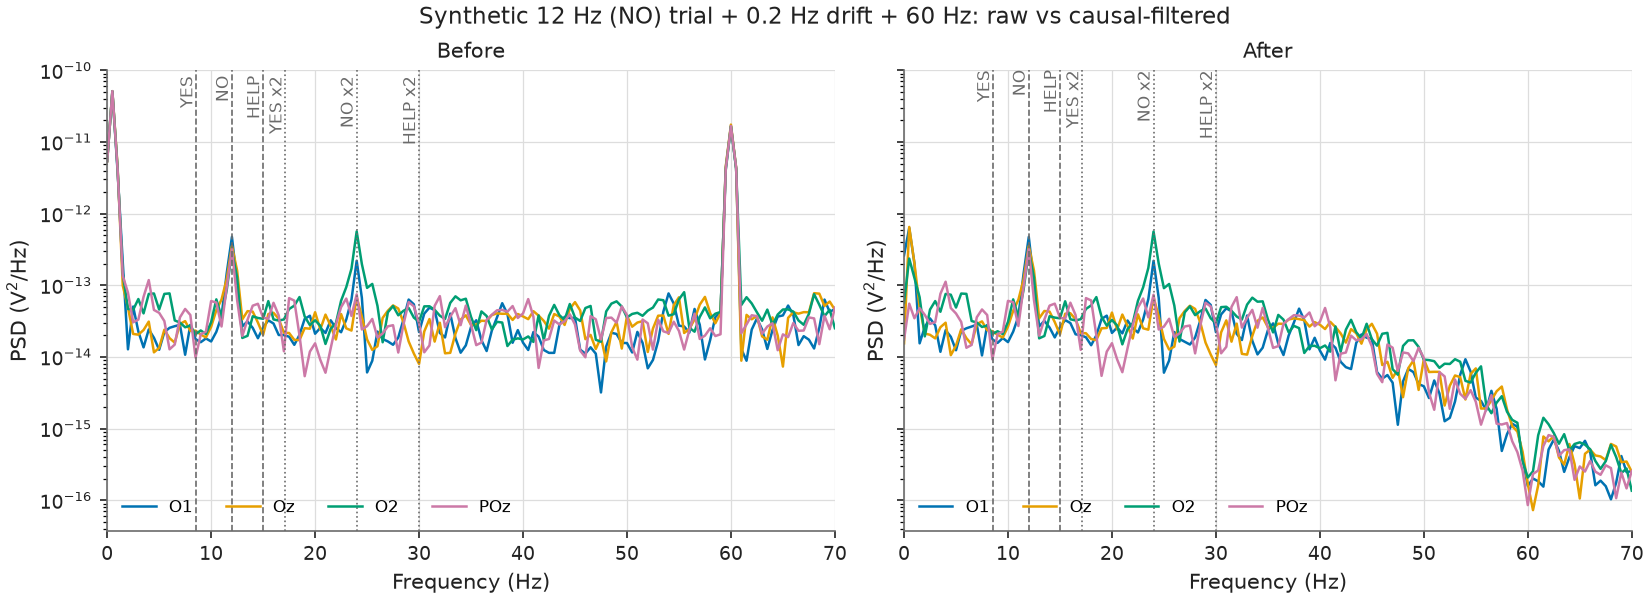 Synthetic 12 Hz (NO) trial + 0.2 Hz drift + 60 Hz: raw vs causal-filtered
Before
PSD (V²/Hz)
10⁻¹⁰
10⁻¹¹
10⁻¹²
10⁻¹³
10⁻¹⁴
10⁻¹⁵
10⁻¹⁶
YES
NO
HELP
YES x2
NO x2
HELP x2
O1 Oz O2 POz
0 10 20 30 40 50 60 70
Frequency (Hz)
After
PSD (V²/Hz)
YES
NO
HELP
YES x2
NO x2
HELP x2
O1 Oz O2 POz
0 10 20 30 40 50 60 70
Frequency (Hz)